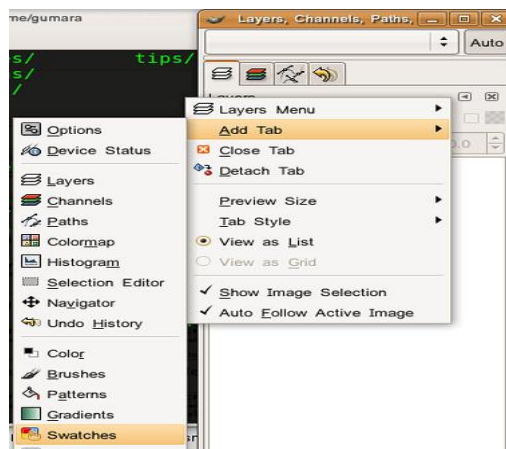 me/gumara
Layers, Channels, Paths,
s/ tips/
s/
/
Auto
Layers Menu
Add Tab
Close Tab
Detach Tab
Preview Size
Tab Style
View as List
View as Grid
Show Image Selection
Auto Follow Active Image
Options
Device Status
Layers
Channels
Paths
Colormap
Histogram
Selection Editor
Navigator
Undo History
Color
Brushes
Patterns
Gradients
Swatches